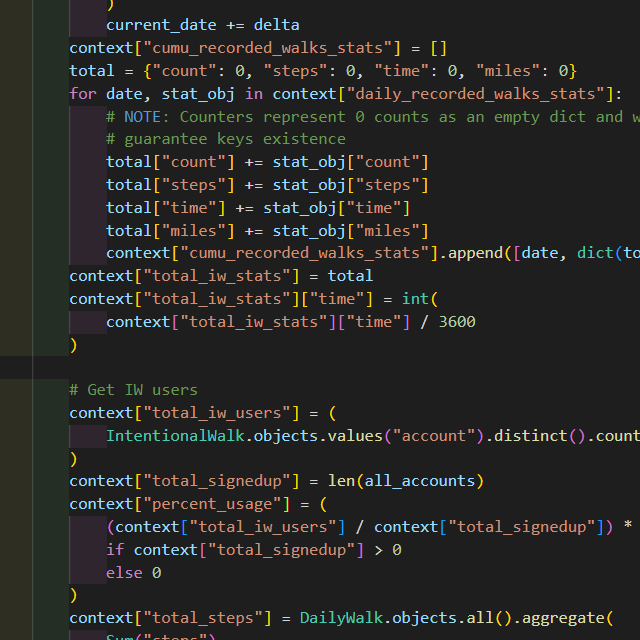 )
current_date += delta
context["cumu_recorded_walks_stats"] = []
total = {"count": 0, "steps": 0, "time": 0, "miles": 0}
for date, stat_obj in context["daily_recorded_walks_stats"]:
# NOTE: Counters represent 0 counts as an empty dict and w
# guarantee keys existence
total["count"] += stat_obj["count"]
total["steps"] += stat_obj["steps"]
total["time"] += stat_obj["time"]
total["miles"] += stat_obj["miles"]
context["cumu_recorded_walks_stats"].append([date, dict(to
context["total_iw_stats"] = total
context["total_iw_stats"]["time"] = int(
context["total_iw_stats"]["time"] / 3600
)
# Get IW users
context["total_iw_users"] = (
IntentionalWalk.objects.values("account").distinct().count
)
context["total_signedup"] = len(all_accounts)
context["percent_usage"] = (
(context["total_iw_users"] / context["total_signedup"]) *
if context["total_signedup"] > 0
else 0
)
context["total_steps"] = DailyWalk.objects.all().aggregate(
Sum("steps")